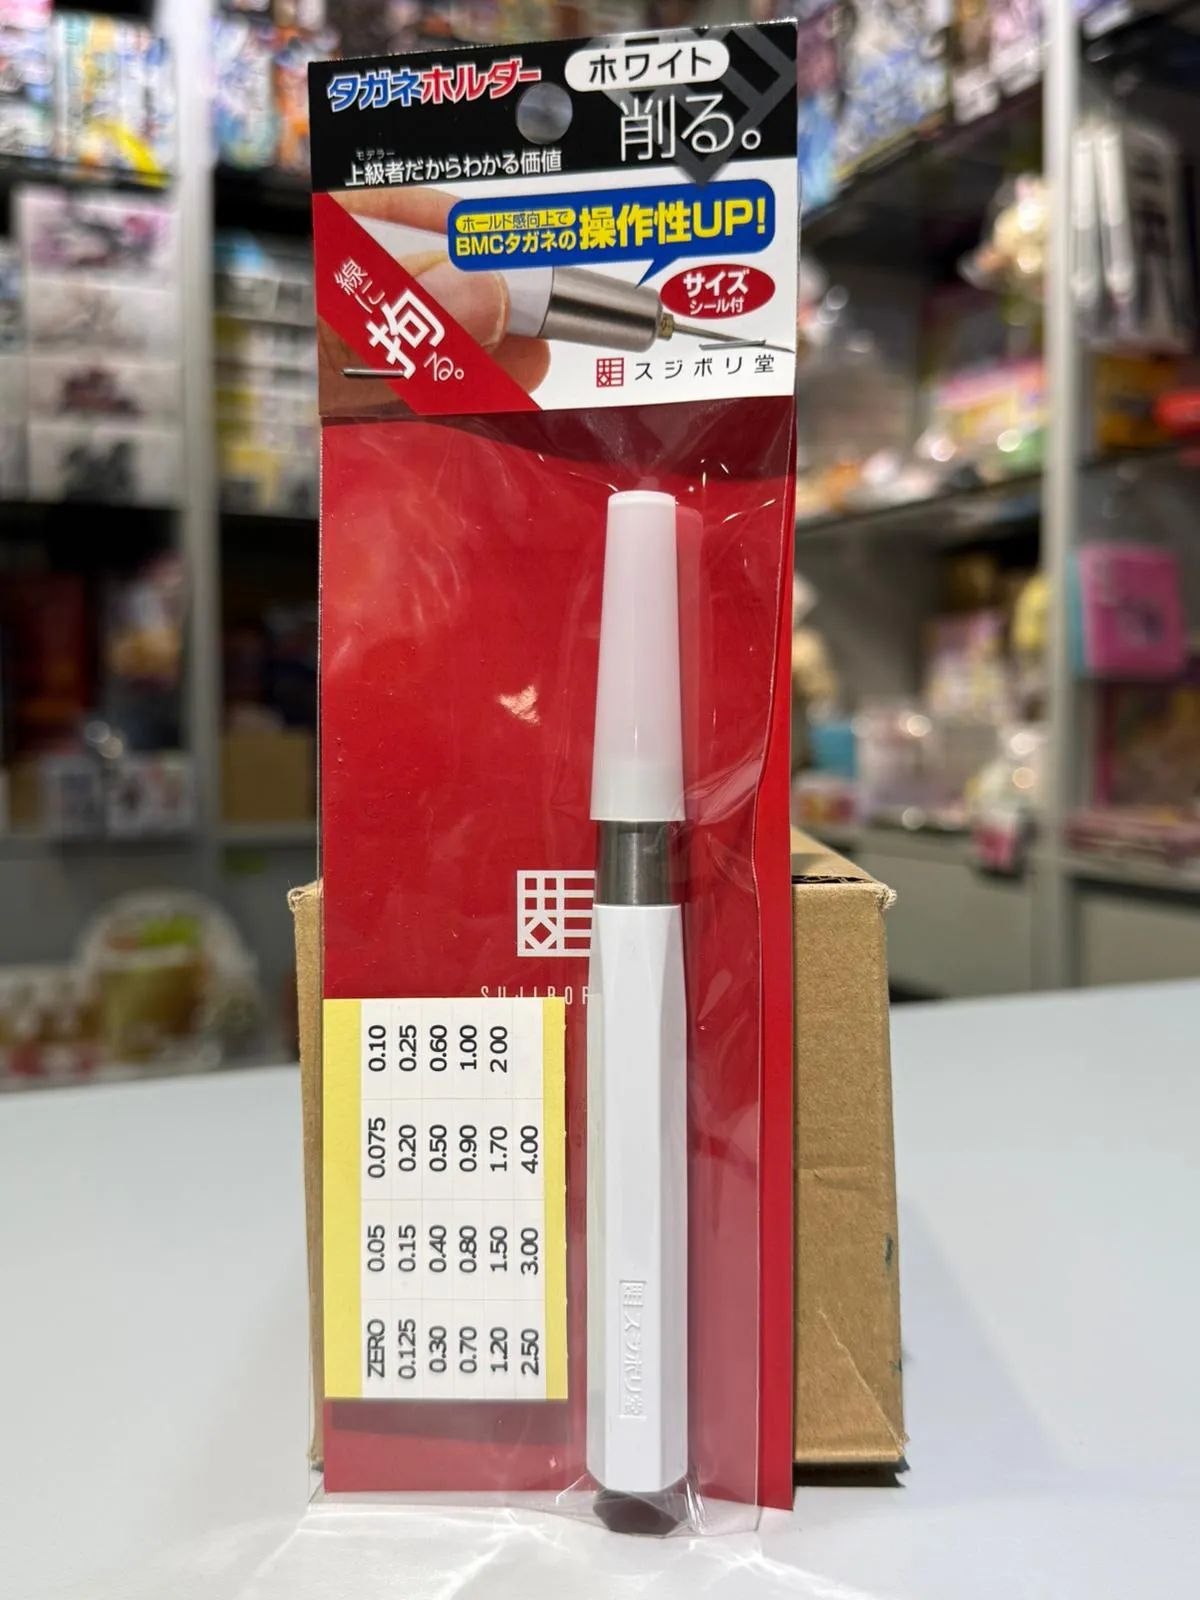 タガネホルダー
ホワイト
削る。
モデラー
上級者だからわかる価値
ホールド感向上で
BMCタガネの操作性UP!
サイズ
シール付
線に
拘る。
スジボリ堂
SUJIBOR
0.10
0.25
0.60
1.00
2.00
0.075
0.20
0.50
0.90
1.70
4.00
0.05
0.15
0.40
0.80
1.50
3.00
ZERO
0.125
0.30
0.70
1.20
2.50
スジボリ堂